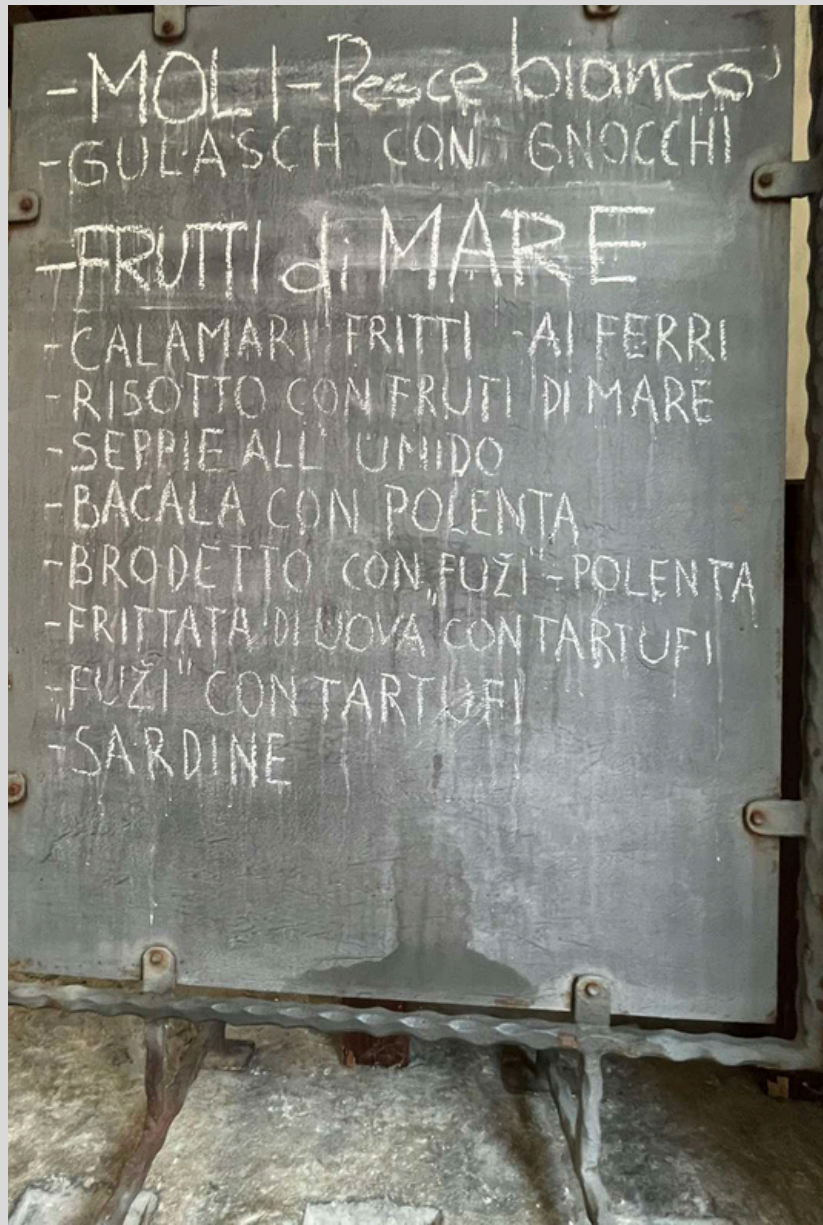 -MOLI-Pesce bianco'
-GULASCH CON GNOCCHI
-FRUTTI di MARE
-CALAMARI FRITTI -AI FERRI
-RISOTTO CON FRUTI DI MARE
-SEPPIE ALL' UMIDO
-BACALA CON POLENTA
-BRODETTO CON „FUŽI"-POLENTA
-FRITTATA DI UOVA CON TARTUFI
-„FUŽI" CON TARTUFI
-SARDINE